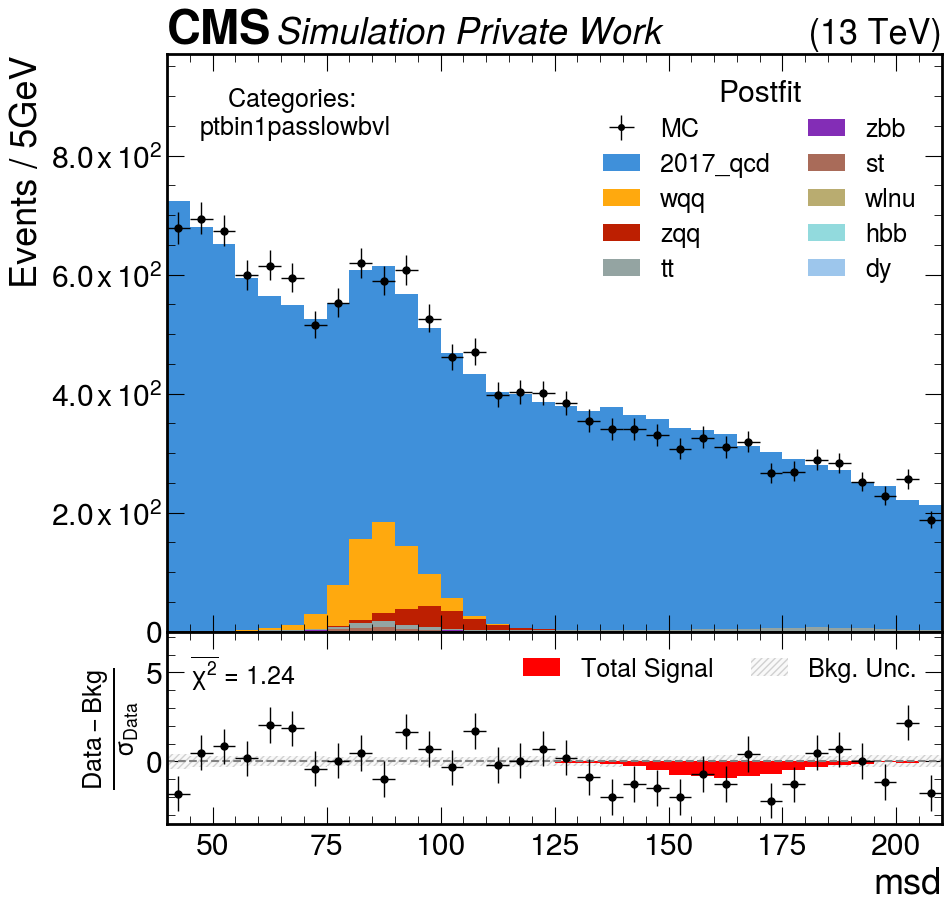 CMS Simulation Private Work (13 TeV)
Events / 5GeV
Categories:
ptbin1passlowbvl
Postfit
MC
2017_qcd
wqq
zqq
tt
zbb
st
wlnu
hbb
dy
8.0 x 10²
6.0 x 10²
4.0 x 10²
2.0 x 10²
0
χ² = 1.24
Total Signal
Bkg. Unc.
Data – Bkg
σData
5
0
50 75 100 125 150 175 200
msd